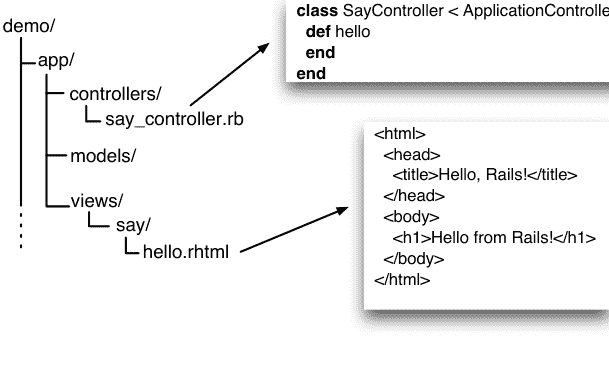 demo/
app/
controllers/
say_controller.rb
models/
views/
say/
hello.rhtml
class SayController < ApplicationControlle
def hello
end
end
<html>
<head>
<title>Hello, Rails!</title>
</head>
<body>
<h1>Hello from Rails!</h1>
</body>
</html>